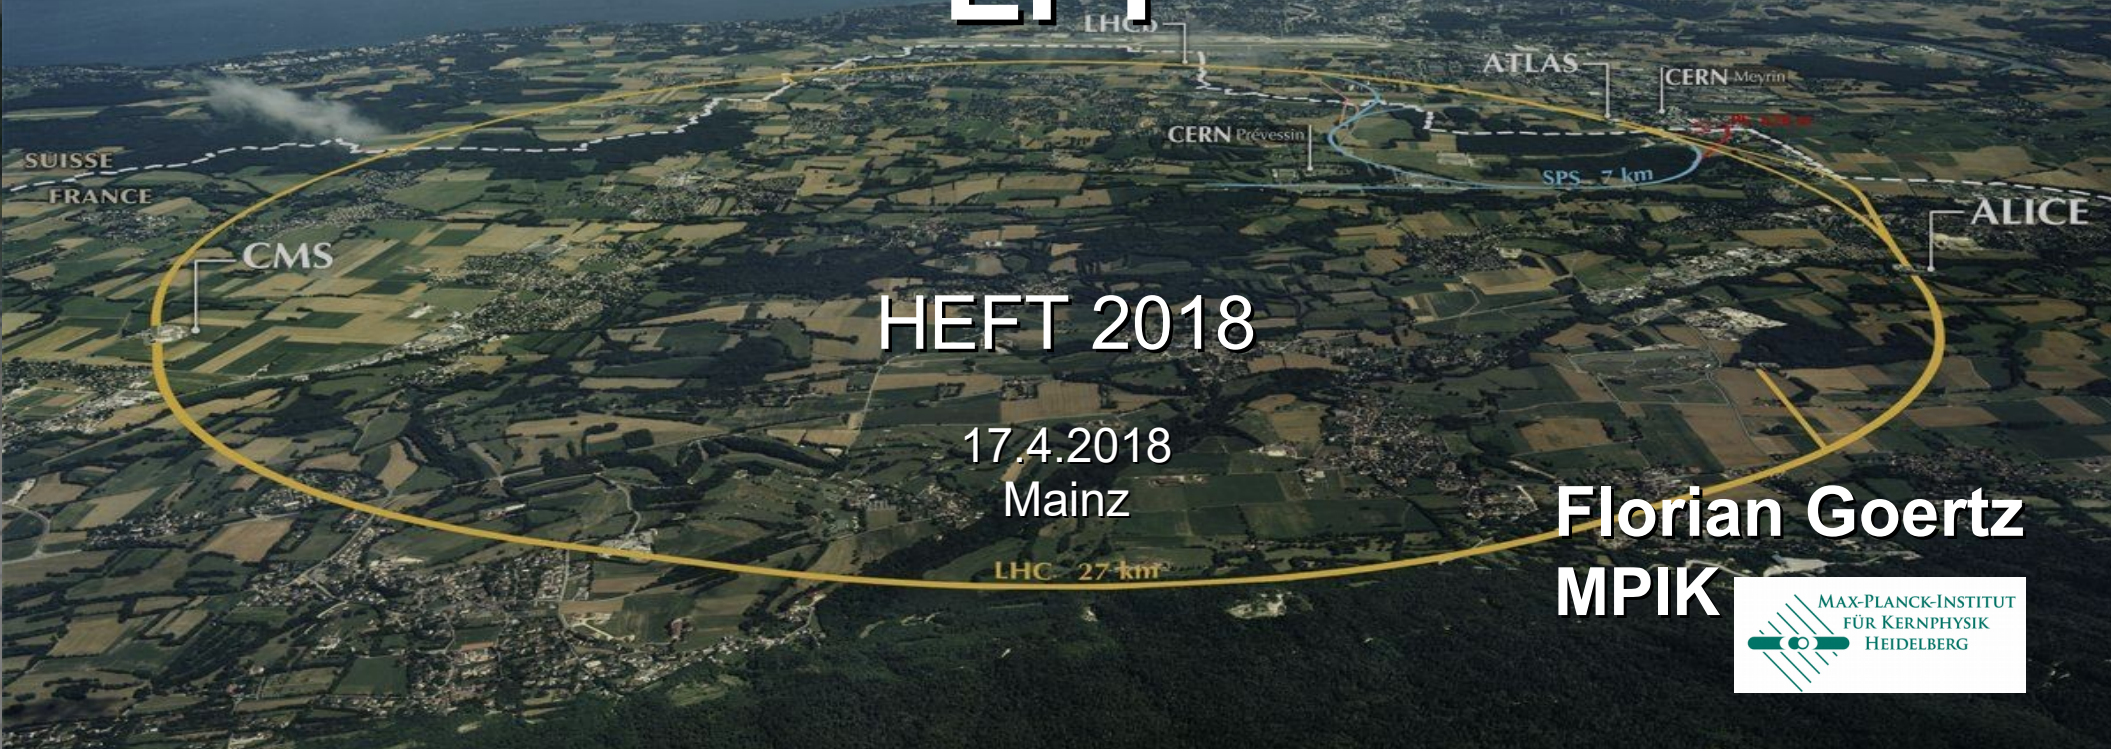 LHCb
ATLAS
CERN Meyrin
CERN Prévessin
SUISSE
FRANCE
SPS 7 km
ALICE
CMS
HEFT 2018
17.4.2018
Mainz
Florian Goertz
MPIK
LHC 27 km
MAX-PLANCK-INSTITUT
FÜR KERNPHYSIK
HEIDELBERG